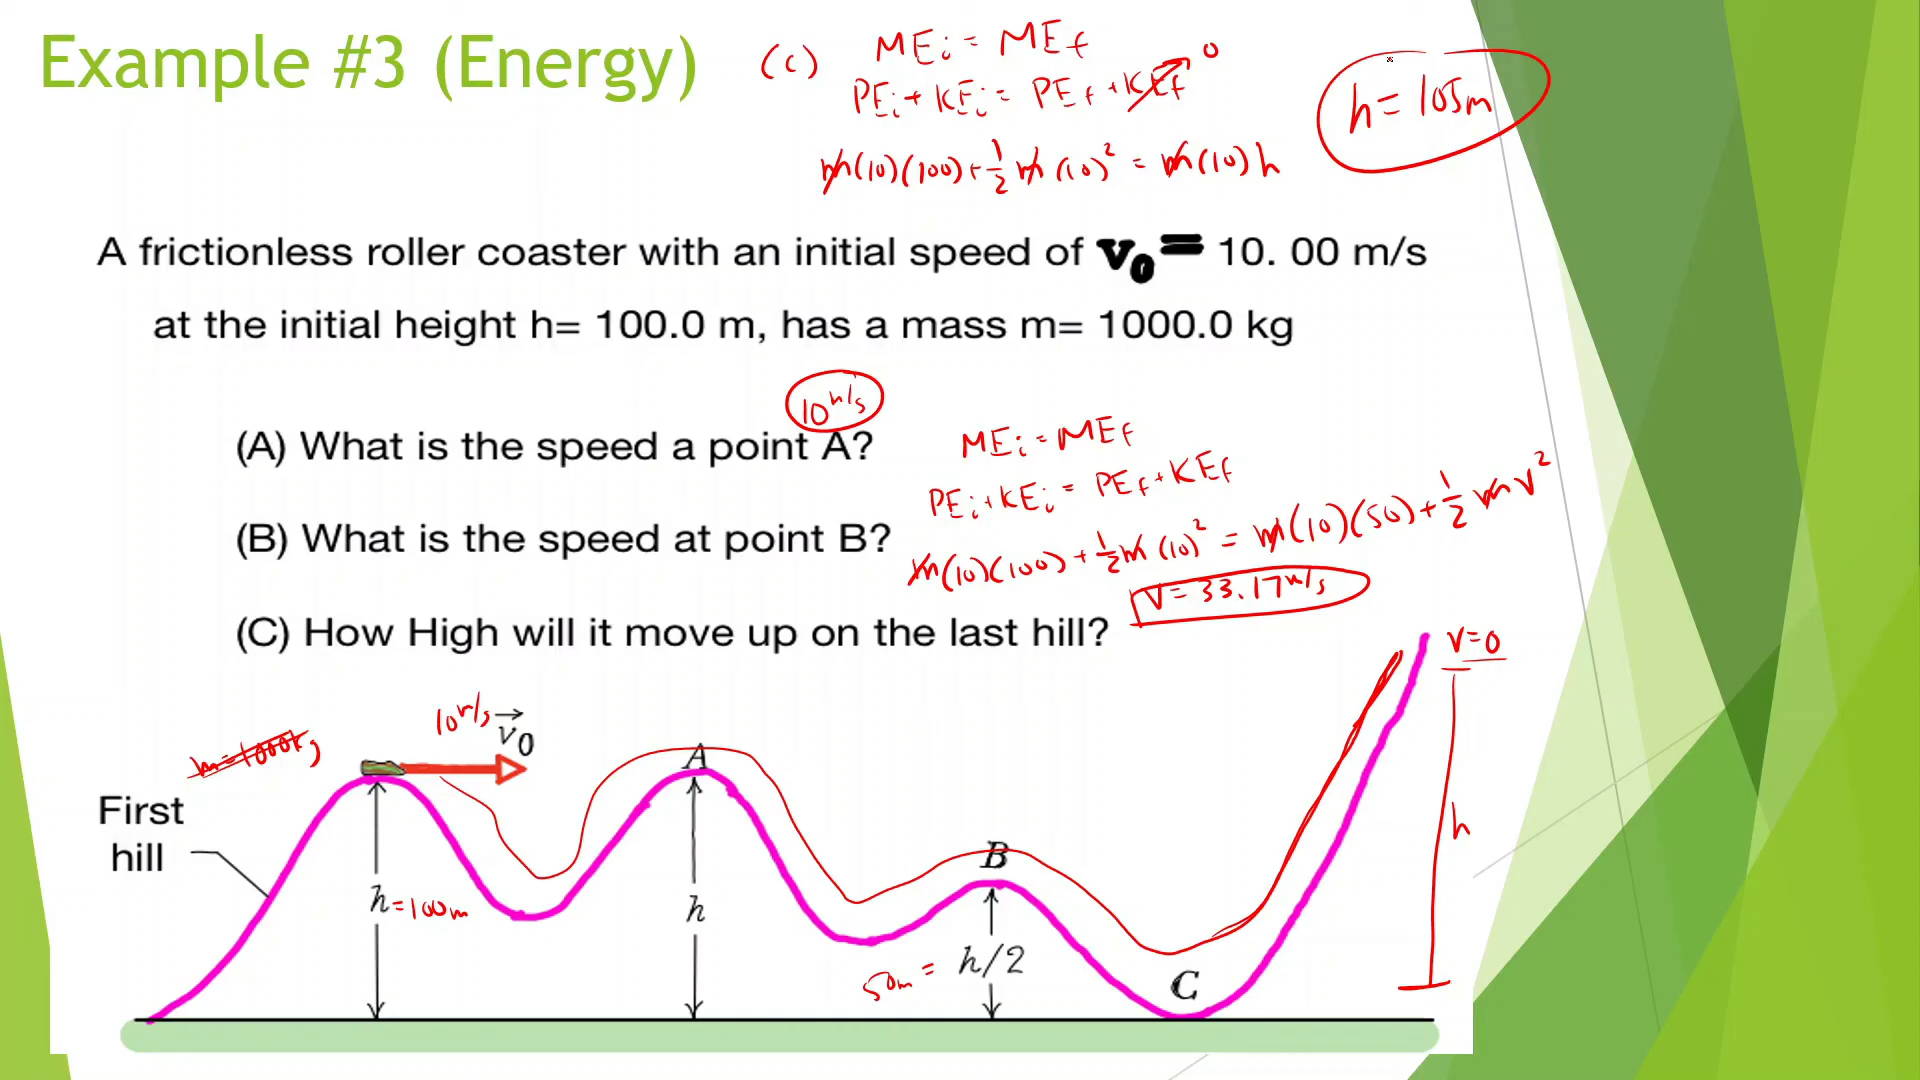 Example #3 (Energy)
(C) MEi = MEf
PEi + KEi = PEf + KEf 0
m(10)(100) + 1/2 m (10)² = m(10) h
h = 105m
A frictionless roller coaster with an initial speed of v0 = 10. 00 m/s
at the initial height h= 100.0 m, has a mass m= 1000.0 kg
10 m/s
(A) What is the speed a point A?
MEi = MEf
PEi + KEi = PEf + KEf
(B) What is the speed at point B?
m(10)(100) + 1/2 m (10)² = m(10)(50) + 1/2 m v²
v = 33.17 m/s
(C) How High will it move up on the last hill?
v=0
m=1000kg
10 m/s
v0
A
First
hill
h
B
h =100m
h
50m = h/2
C